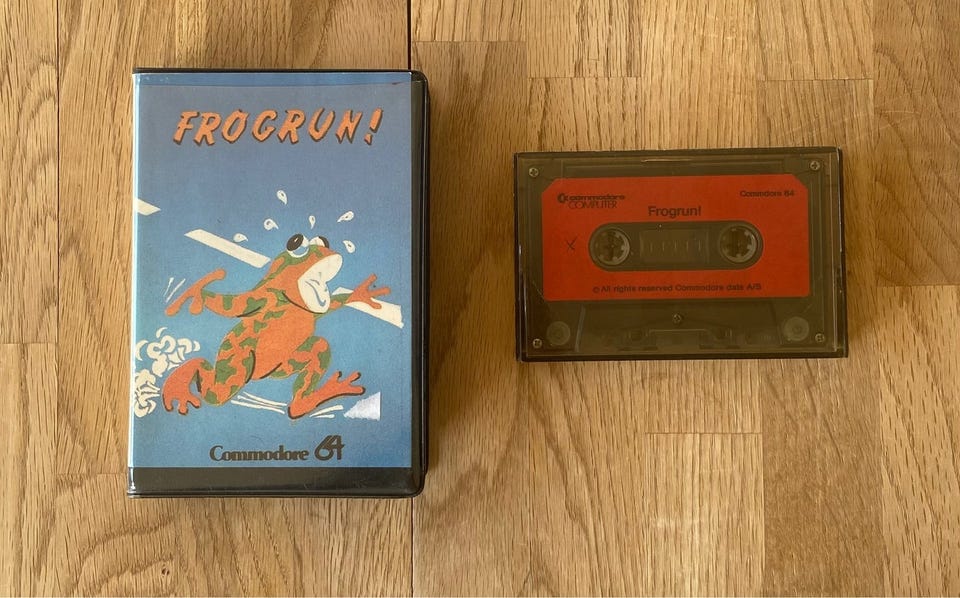 FROGRUN!
Commodore 64
commodore
COMPUTER
Commodore 64
Frogrun!
X
© All rights reserved Commodore data A/S